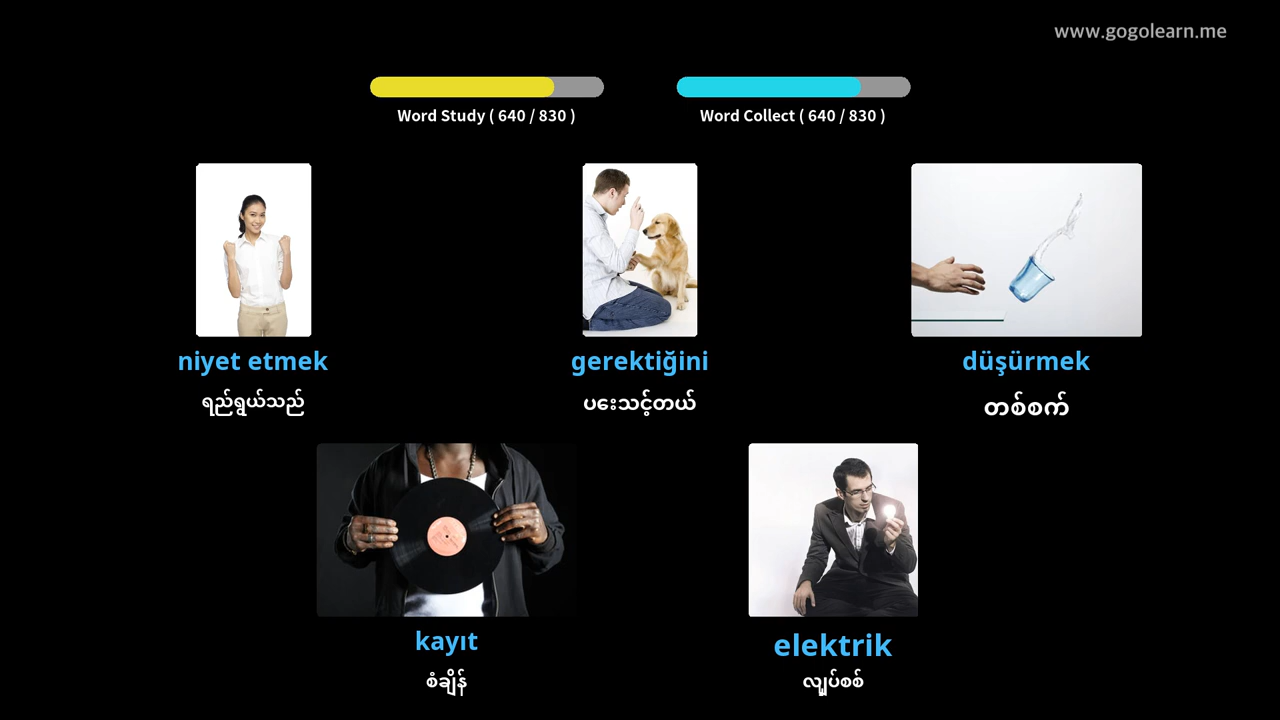 www.gogolearn.me
Word Study ( 640 / 830 )
Word Collect ( 640 / 830 )
niyet etmek
gerektiğini
düşürmek
ရည်ရွယ်သည်
ပေးသင့်တယ်
တစ်စက်
kayıt
elektrik
စံချိန်
လျှပ်စစ်